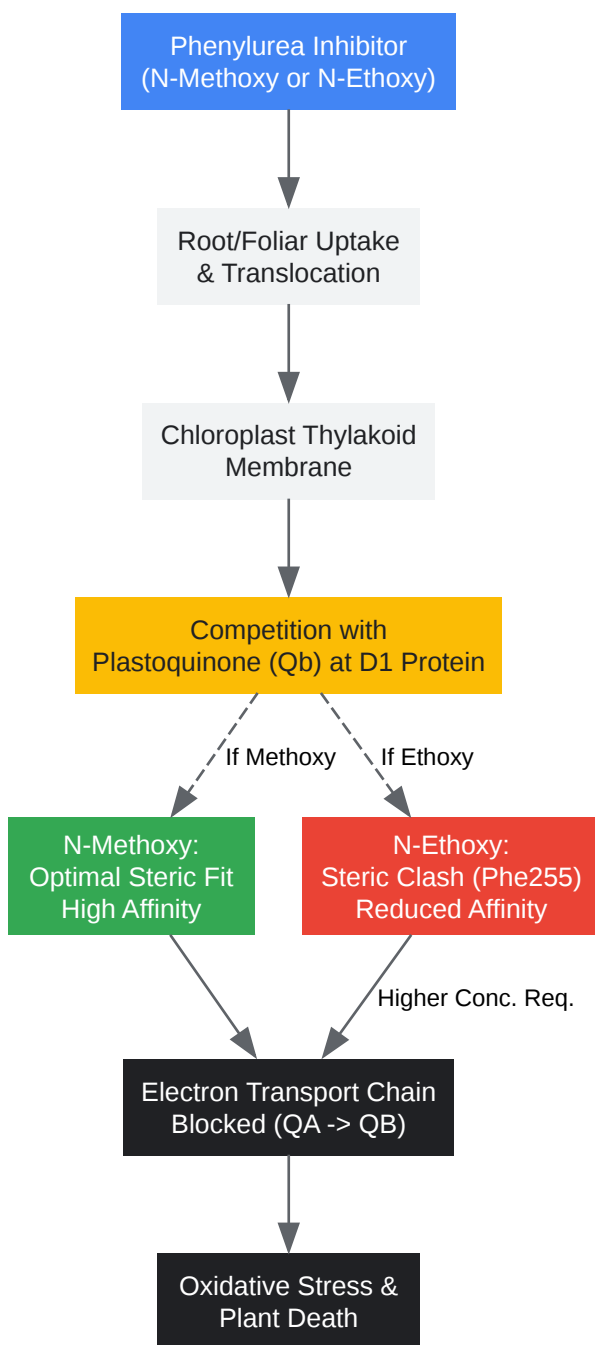 Phenylurea Inhibitor
(N-Methoxy or N-Ethoxy)
Root/Foliar Uptake
& Translocation
Chloroplast Thylakoid
Membrane
Competition with
Plastoquinone (Qb) at D1 Protein
If Methoxy
If Ethoxy
N-Methoxy:
Optimal Steric Fit
High Affinity
N-Ethoxy:
Steric Clash (Phe255)
Reduced Affinity
Higher Conc. Req.
Electron Transport Chain
Blocked (QA -> QB)
Oxidative Stress &
Plant Death